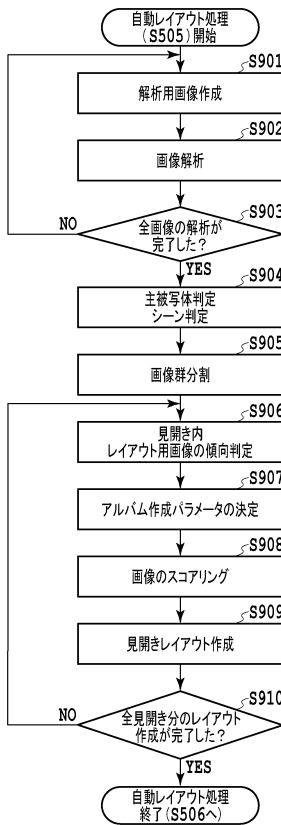 自動レイアウト処理
(S505)開始
S901
解析用画像作成
S902
画像解析
S903
全画像の解析が
完了した?
NO
YES
S904
主被写体判定
シーン判定
S905
画像群分割
S906
見開き内
レイアウト用画像の傾向判定
S907
アルバム作成パラメータの決定
S908
画像のスコアリング
S909
見開きレイアウト作成
S910
全見開き分のレイアウト
作成が完了した?
NO
YES
自動レイアウト処理
終了(S506へ)